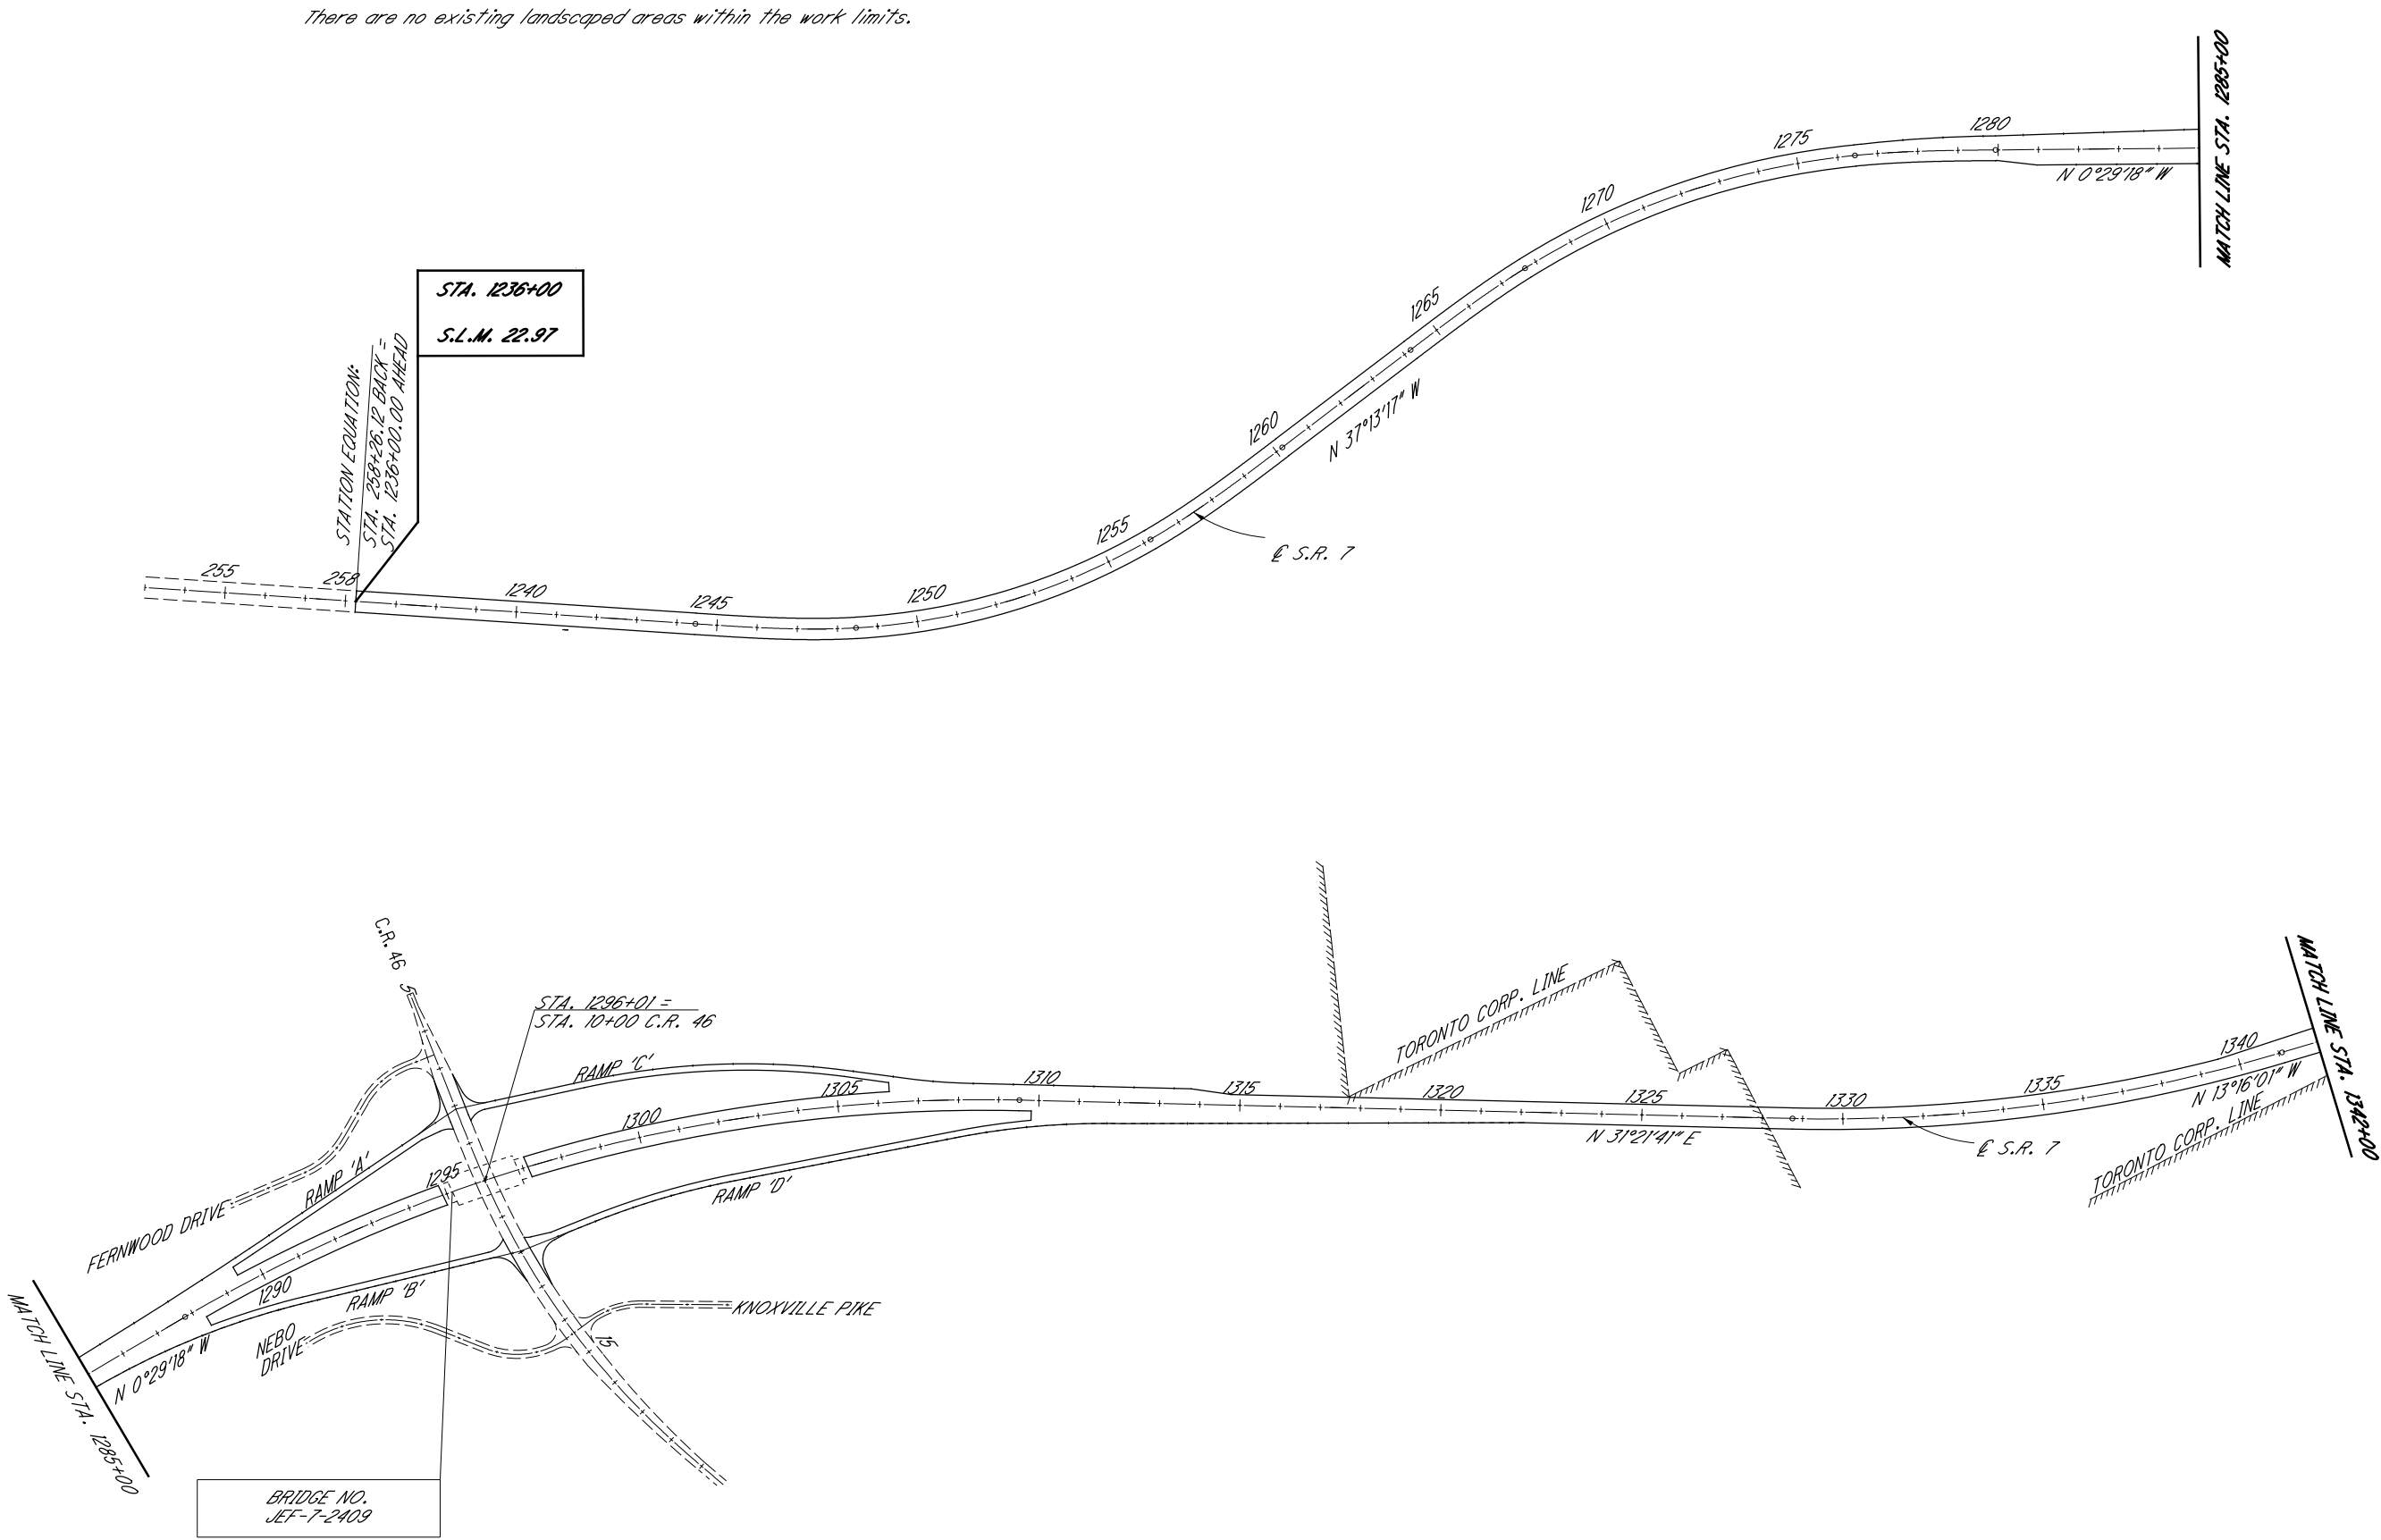 There are no existing landscaped areas within the work limits.
MATCH LINE STA. 1285+00
1280
1275
N 0°29'18" W
1270
STA. 1236+00
S.L.M. 22.97
1265
STATION EQUATION:
STA. 258+26.12 BACK =
STA. 1236+00.00 AHEAD
1260
N 37°13'17" W
1255
℄ S.R. 7
255
258
1240
1245
1250
C.R. 46
5
STA. 1296+01 =
STA. 10+00 C.R. 46
TORONTO CORP. LINE
MATCH LINE STA. 1342+00
RAMP 'C'
1305
1310
1315
1320
1325
1330
1335
1340
1300
N 31°21'41" E
℄ S.R. 7
N 13°16'01" W
TORONTO CORP. LINE
1295
RAMP 'A'
RAMP 'D'
FERNWOOD DRIVE
1290
RAMP 'B'
KNOXVILLE PIKE
15
NEBO
DRIVE
N 0°29'18" W
MATCH LINE STA. 1285+00
BRIDGE NO.
JEF-7-2409